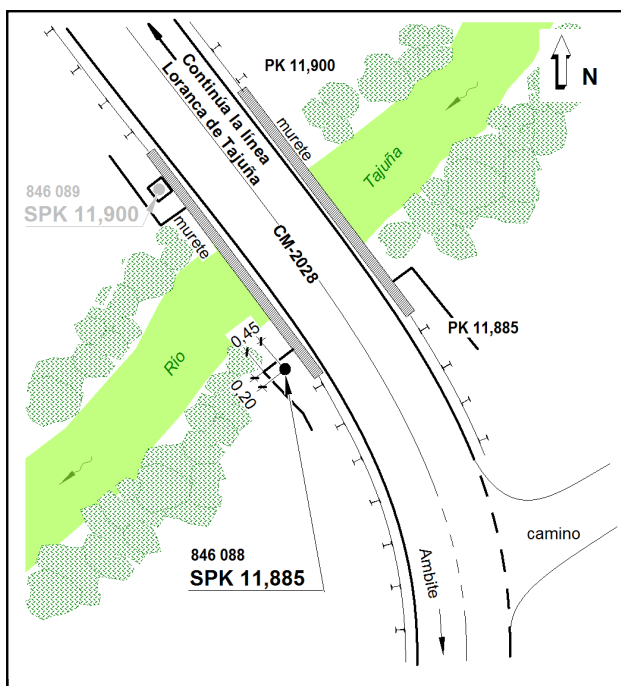 PK 11,900
N
Continúa la línea
Loranca de Tajuña
murete
Tajuña
846 089
SPK 11,900
murete
CM-2028
PK 11,885
Río
0,45
0,20
846 088
SPK 11,885
Ambite
camino